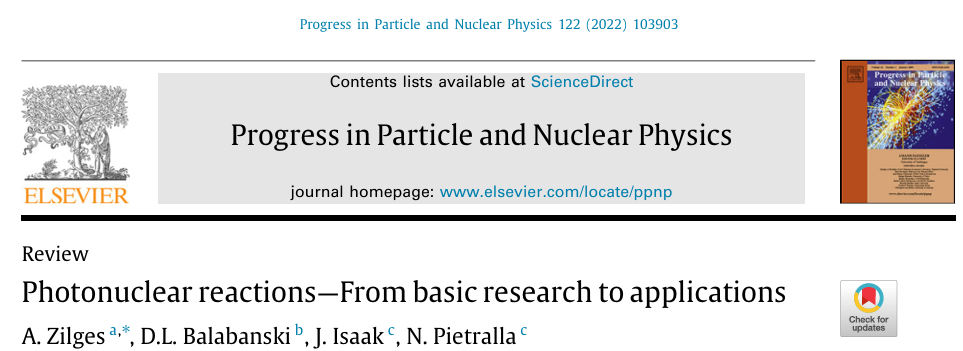 Progress in Particle and Nuclear Physics 122 (2022) 103903
Contents lists available at ScienceDirect
Progress in Particle and Nuclear Physics
journal homepage: www.elsevier.com/locate/ppnp
ELSEVIER
Progress in Particle
and Nuclear Physics
Review
Photonuclear reactions—From basic research to applications
A. Zilges a,*, D.L. Balabanski b, J. Isaak c, N. Pietralla c
Check for
updates